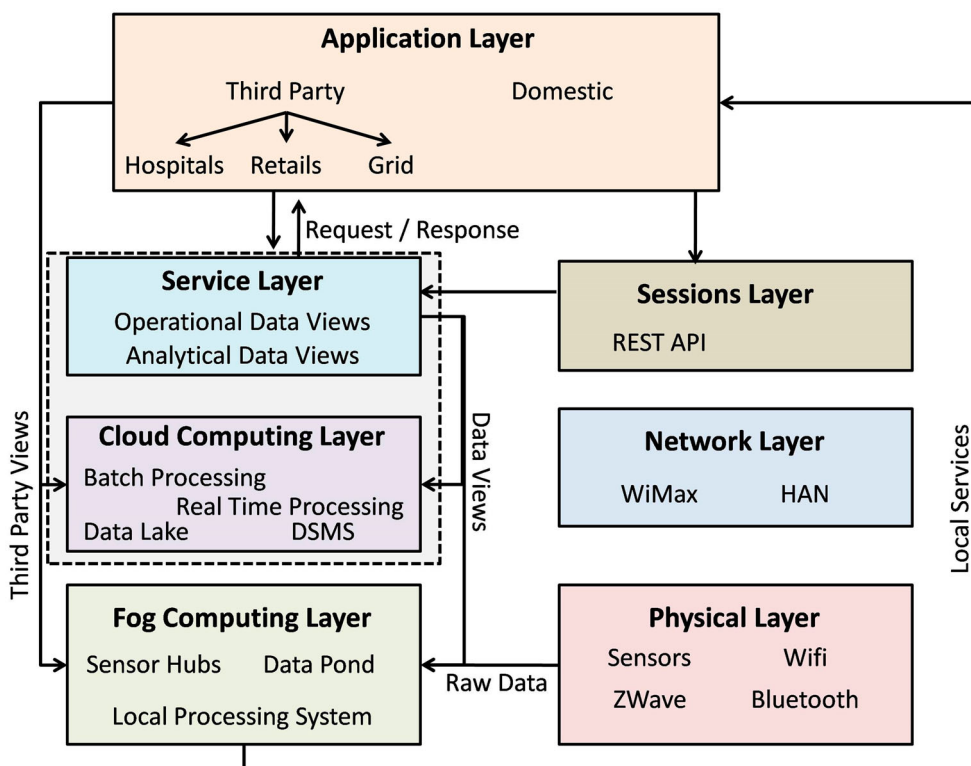 Application Layer
Third Party
Domestic
Hospitals
Retails
Grid
Request / Response
Service Layer
Operational Data Views
Analytical Data Views
Sessions Layer
REST API
Cloud Computing Layer
Batch Processing
Real Time Processing
Data Lake
DSMS
Network Layer
WiMax
HAN
Third Party Views
Data Views
Local Services
Fog Computing Layer
Sensor Hubs
Data Pond
Local Processing System
Raw Data
Physical Layer
Sensors
Wifi
ZWave
Bluetooth